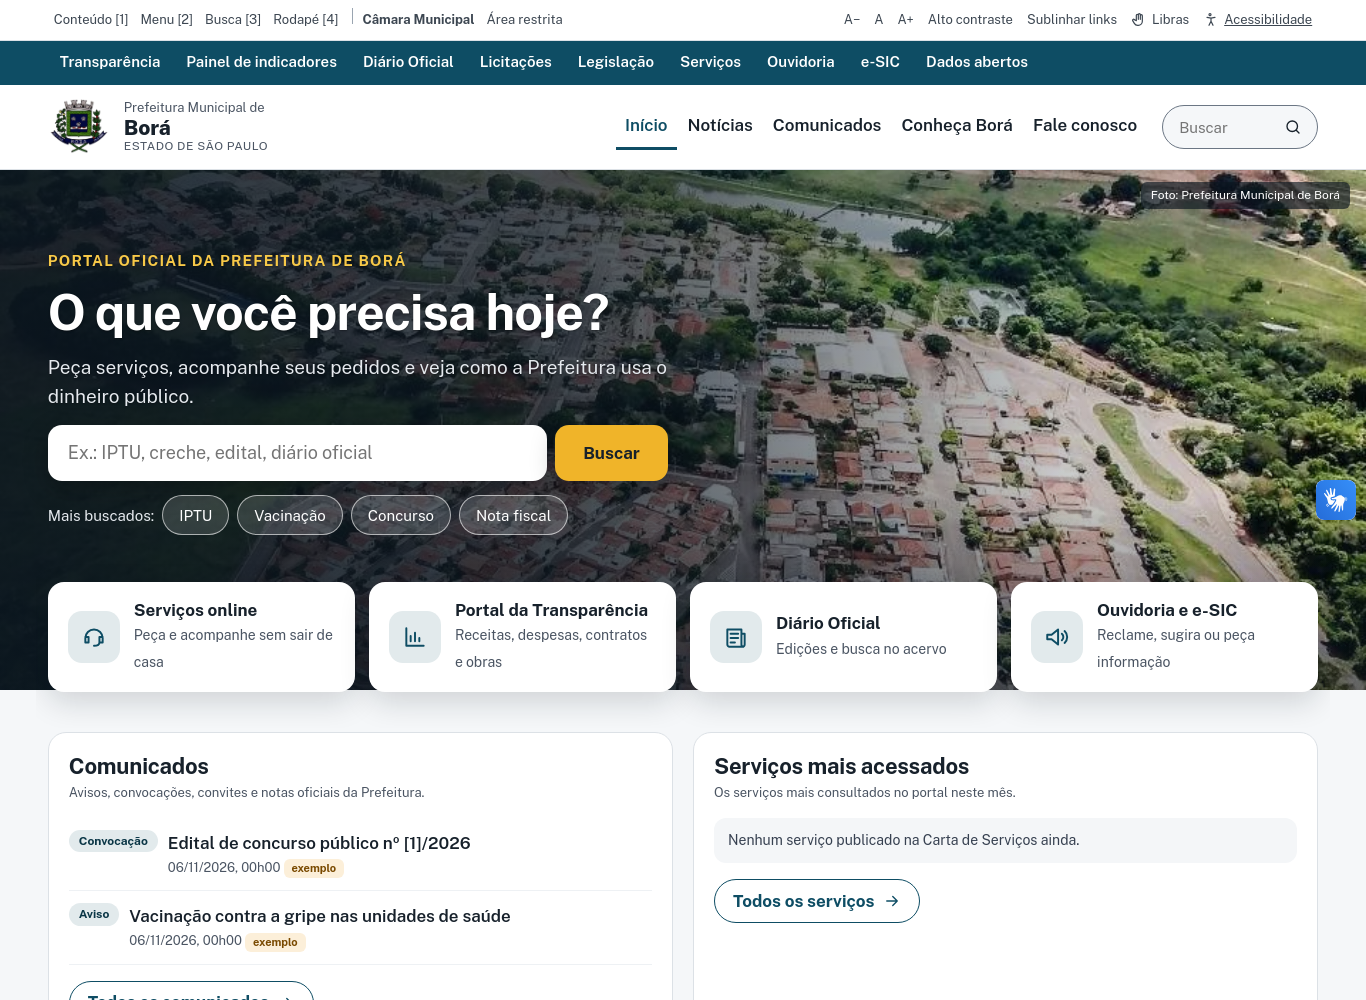 Conteúdo [1] Menu [2] Busca [3] Rodapé [4] Câmara Municipal Área restrita
A− A A+ Alto contraste Sublinhar links Libras Acessibilidade
Transparência Painel de indicadores Diário Oficial Licitações Legislação Serviços Ouvidoria e-SIC Dados abertos
Prefeitura Municipal de
Borá
ESTADO DE SÃO PAULO
Início Notícias Comunicados Conheça Borá Fale conosco Buscar
Foto: Prefeitura Municipal de Borá
PORTAL OFICIAL DA PREFEITURA DE BORÁ
O que você precisa hoje?
Peça serviços, acompanhe seus pedidos e veja como a Prefeitura usa o
dinheiro público.
Ex.: IPTU, creche, edital, diário oficial Buscar
Mais buscados: IPTU Vacinação Concurso Nota fiscal
Serviços online
Peça e acompanhe sem sair de
casa
Portal da Transparência
Receitas, despesas, contratos
e obras
Diário Oficial
Edições e busca no acervo
Ouvidoria e e-SIC
Reclame, sugira ou peça
informação
Comunicados
Avisos, convocações, convites e notas oficiais da Prefeitura.
Convocação Edital de concurso público nº [1]/2026
06/11/2026, 00h00 exemplo
Aviso Vacinação contra a gripe nas unidades de saúde
06/11/2026, 00h00 exemplo
Todos os comunicados
Serviços mais acessados
Os serviços mais consultados no portal neste mês.
Nenhum serviço publicado na Carta de Serviços ainda.
Todos os serviços